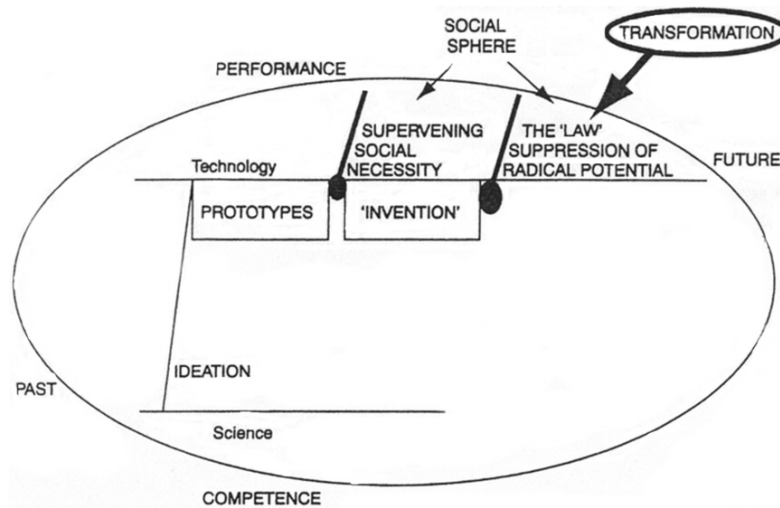 SOCIAL
SPHERE
TRANSFORMATION
PERFORMANCE
SUPERVENING
SOCIAL
NECESSITY
THE 'LAW'
SUPPRESSION OF
RADICAL POTENTIAL
FUTURE
Technology
PROTOTYPES
'INVENTION'
IDEATION
PAST
Science
COMPETENCE